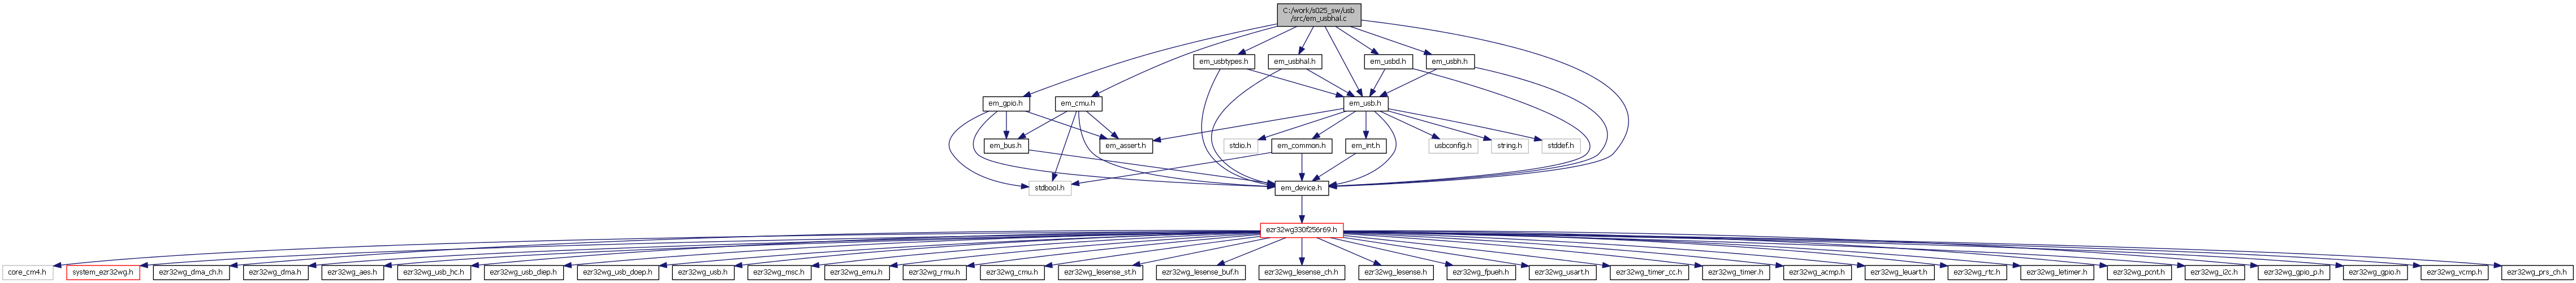 C:/work/s025_sw/usb
/src/em_usbhal.c
em_usbtypes.h
em_usbhal.h
em_usbd.h
em_usbh.h
em_gpio.h
em_cmu.h
em_usb.h
em_bus.h
em_assert.h
stdio.h
em_common.h
em_int.h
usbconfig.h
string.h
stddef.h
stdbool.h
em_device.h
ezr32wg330f256r69.h
core_cm4.h
system_ezr32wg.h
ezr32wg_dma_ch.h
ezr32wg_dma.h
ezr32wg_aes.h
ezr32wg_usb_hc.h
ezr32wg_usb_diep.h
ezr32wg_usb_doep.h
ezr32wg_usb.h
ezr32wg_msc.h
ezr32wg_emu.h
ezr32wg_rmu.h
ezr32wg_cmu.h
ezr32wg_lesense_st.h
ezr32wg_lesense_buf.h
ezr32wg_lesense_ch.h
ezr32wg_lesense.h
ezr32wg_fpueh.h
ezr32wg_usart.h
ezr32wg_timer_cc.h
ezr32wg_timer.h
ezr32wg_acmp.h
ezr32wg_leuart.h
ezr32wg_rtc.h
ezr32wg_letimer.h
ezr32wg_pcnt.h
ezr32wg_i2c.h
ezr32wg_gpio_p.h
ezr32wg_gpio.h
ezr32wg_vcmp.h
ezr32wg_prs_ch.h